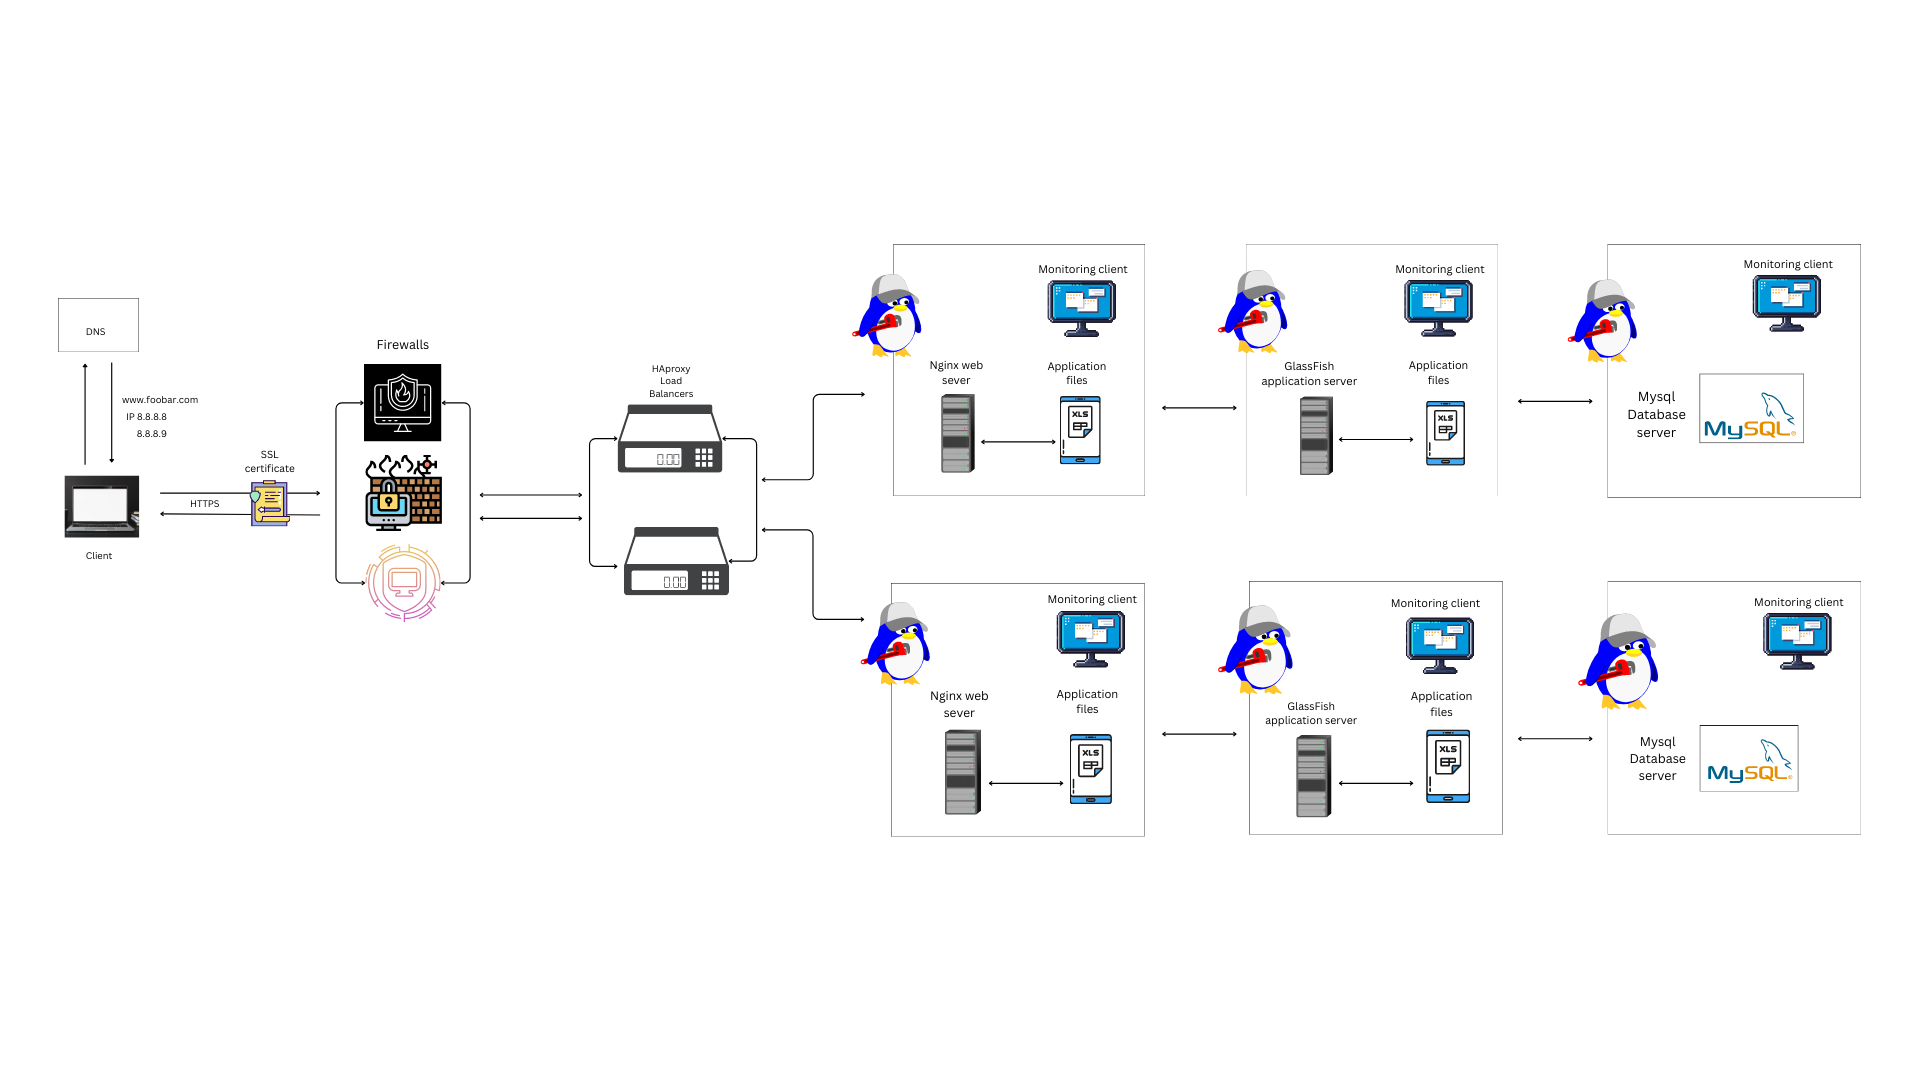 DNS
www.foobar.com
IP 8.8.8.8
8.8.8.9
SSL
certificate
HTTPS
Client
Firewalls
HAproxy
Load
Balancers
0.00
0.00
Monitoring client
Nginx web
sever
Application
files
XLS
Monitoring client
GlassFish
application server
Application
files
XLS
Monitoring client
Mysql
Database
server
MySQL®
Monitoring client
Nginx web
sever
Application
files
XLS
Monitoring client
GlassFish
application server
Application
files
XLS
Monitoring client
Mysql
Database
server
MySQL®